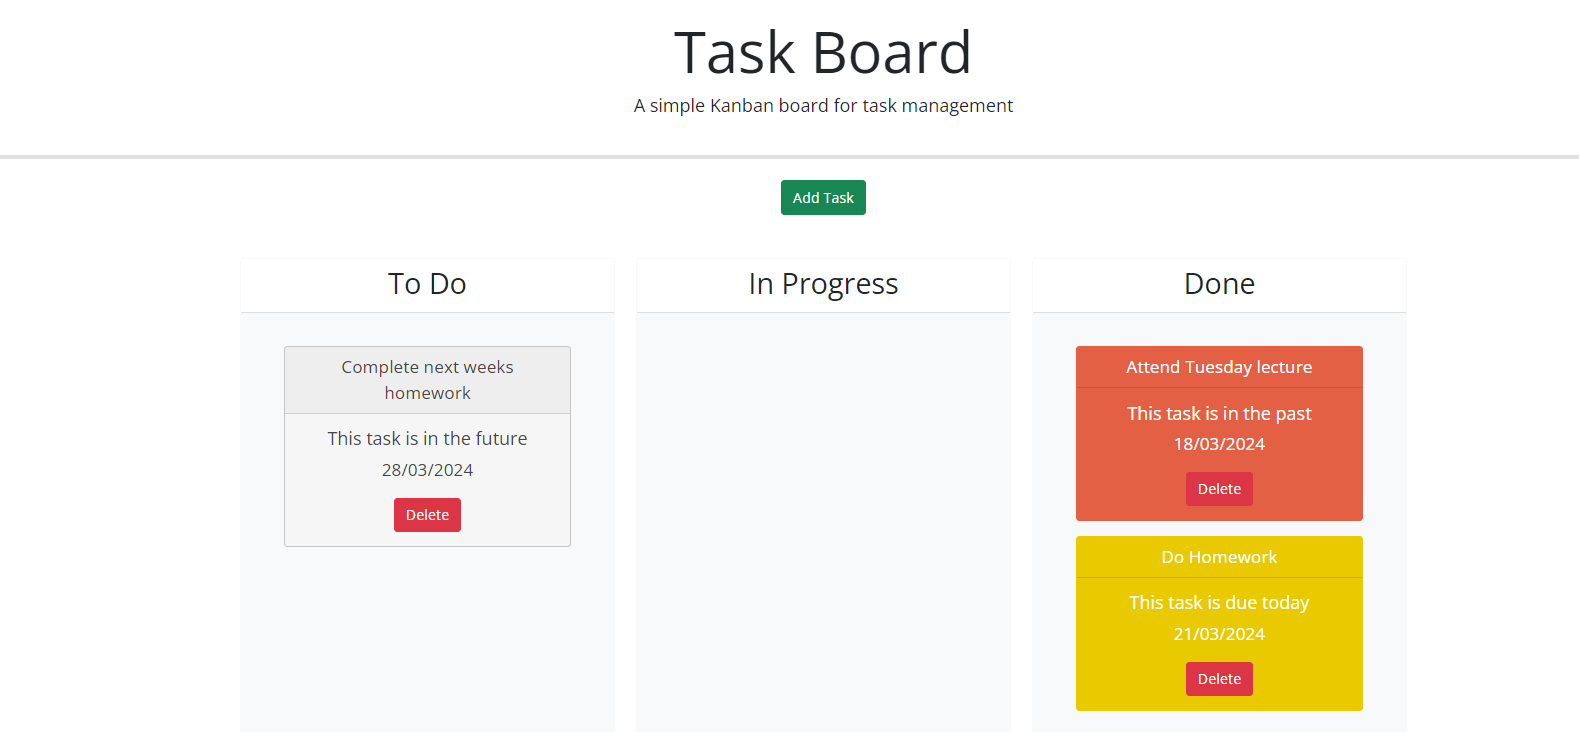 Task Board
A simple Kanban board for task management
Add Task
To Do
Complete next weeks
homework
This task is in the future
28/03/2024
Delete
In Progress
Done
Attend Tuesday lecture
This task is in the past
18/03/2024
Delete
Do Homework
This task is due today
21/03/2024
Delete